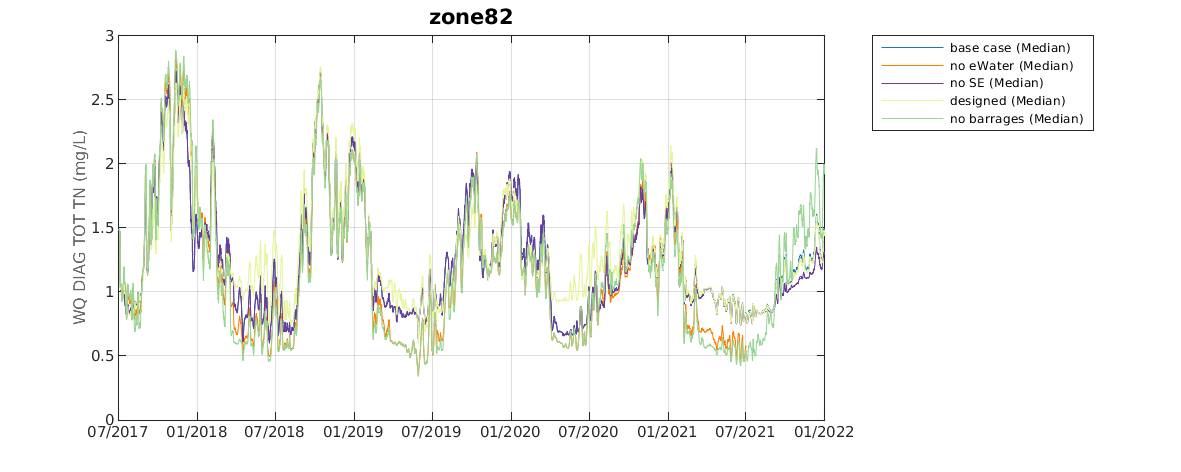 zone82
WQ DIAG TOT TN (mg/L)
3
2.5
2
1.5
1
0.5
0
07/2017 01/2018 07/2018 01/2019 07/2019 01/2020 07/2020 01/2021 07/2021 01/2022
base case (Median)
no eWater (Median)
no SE (Median)
designed (Median)
no barrages (Median)